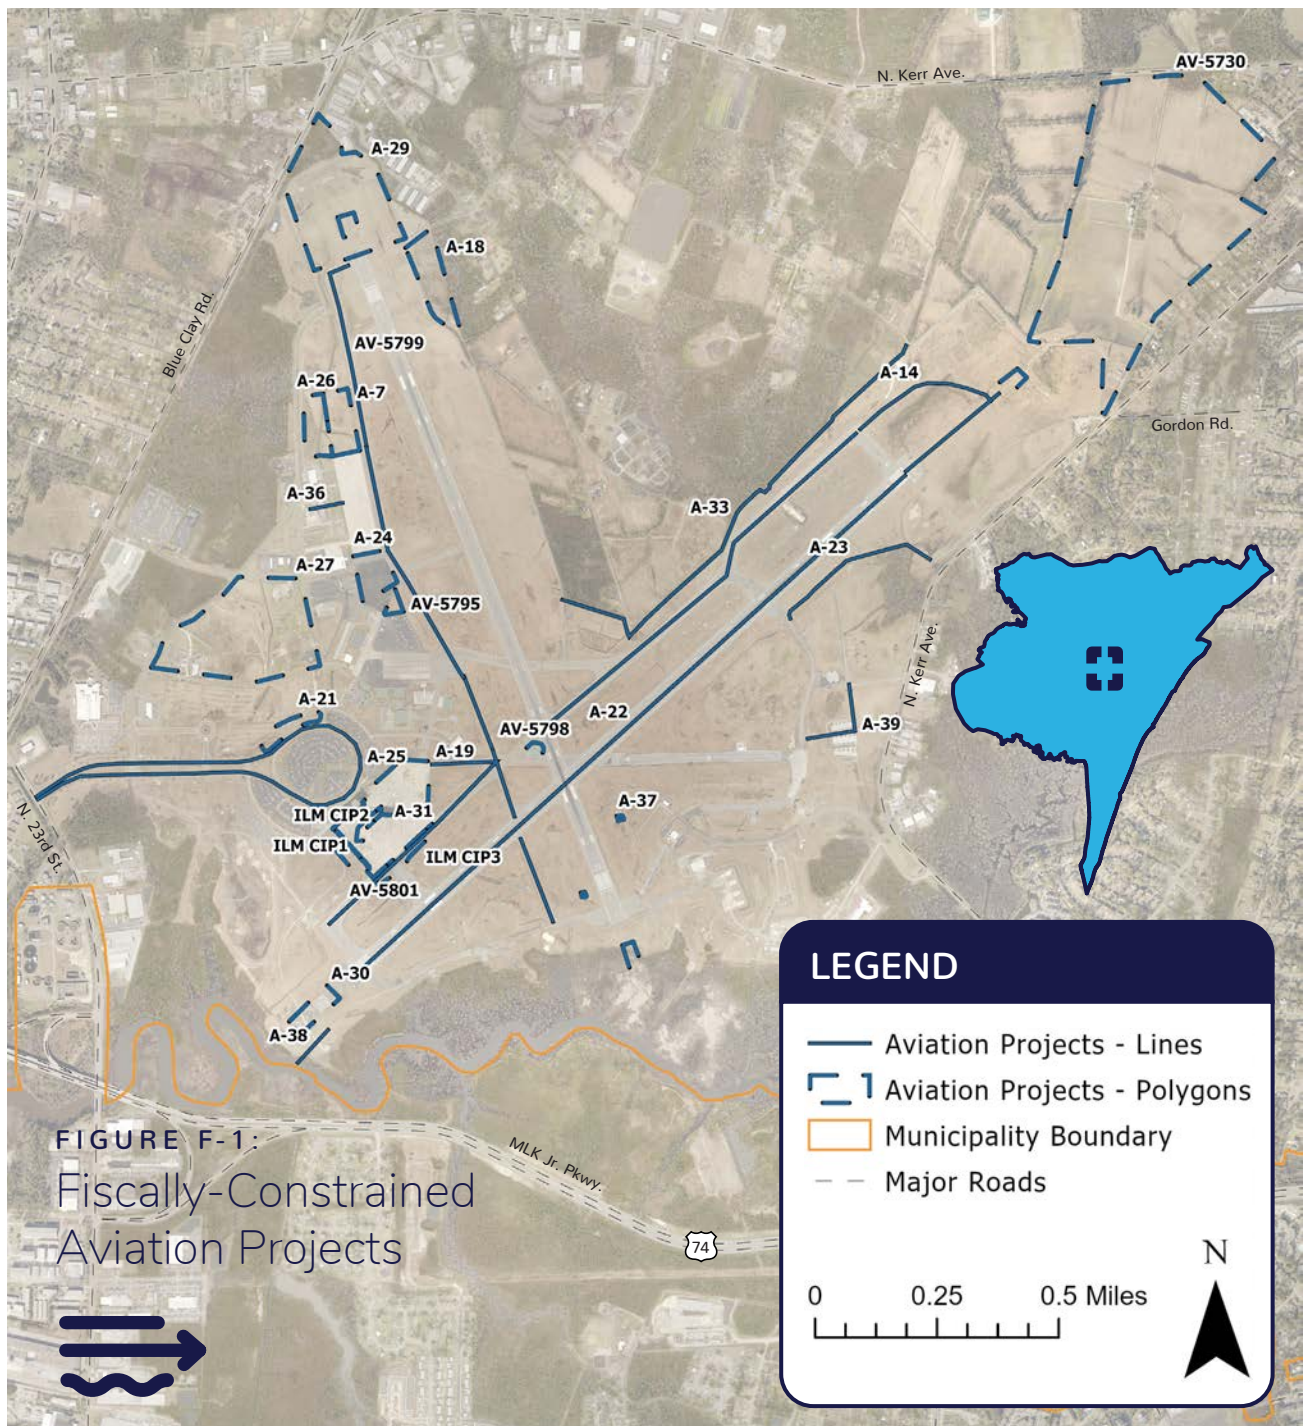 AV-5730
N. Kerr Ave.
A-29
A-18
Blue Clay Rd.
AV-5799
A-14
A-26
A-7
Gordon Rd.
A-36
A-33
A-24
A-23
A-27
AV-5795
N. Kerr Ave.
A-21
A-22
A-39
AV-5798
A-25
A-19
A-37
ILM CIP2
A-31
N. 23rd St.
ILM CIP1
ILM CIP3
AV-5801
A-30
A-38
LEGEND
Aviation Projects - Lines
Aviation Projects - Polygons
Municipality Boundary
Major Roads
N
0 0.25 0.5 Miles
MLK Jr. Pkwy.
74
FIGURE F-1:
Fiscally-Constrained
Aviation Projects